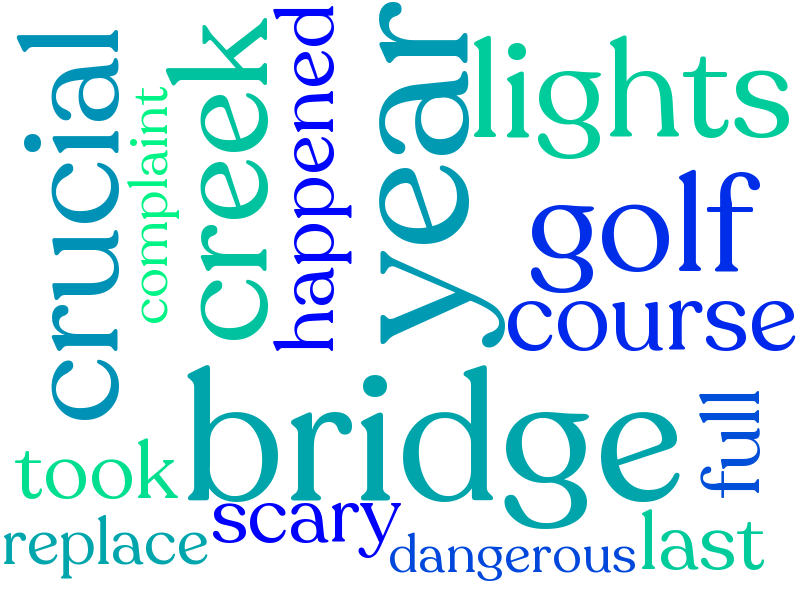 crucial
complaint
creek
happened
year
lights
golf
course
bridge
full
took
scary
replace
dangerous
last